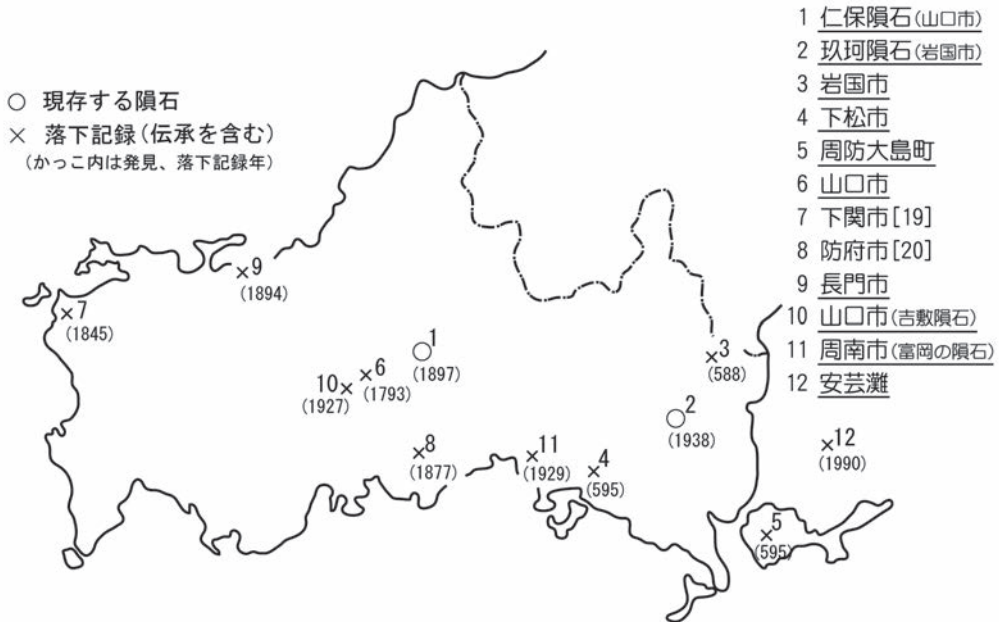 ○ 現存する隕石
× 落下記録(伝承を含む)
(かっこ内は発見、落下記録年)
1 仁保隕石(山口市)
2 玖珂隕石(岩国市)
3 岩国市
4 下松市
5 周防大島町
6 山口市
7 下関市[19]
8 防府市[20]
9 長門市
10 山口市(吉敷隕石)
11 周南市(富岡の隕石)
12 安芸灘
9
(1894)
7
(1845)
1
(1897)
6
(1793)
10
(1927)
3
(588)
2
(1938)
8
(1877)
11
(1929)
4
(595)
12
(1990)
5
(595)